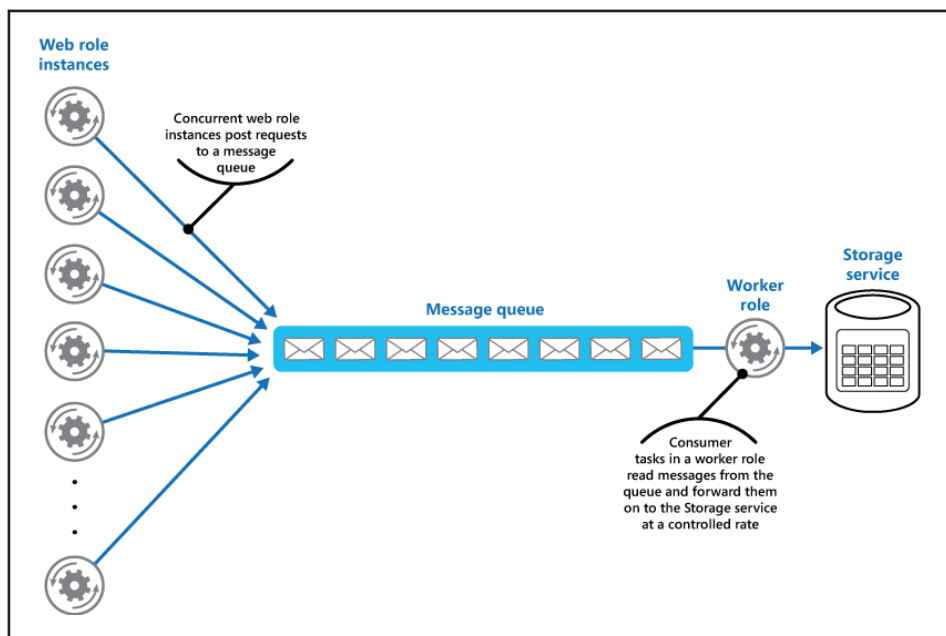 Web role
instances
Concurrent web role
instances post requests
to a message
queue
Message queue
Worker
role
Storage
service
Consumer
tasks in a worker role
read messages from the
queue and forward them
on to the Storage service
at a controlled rate